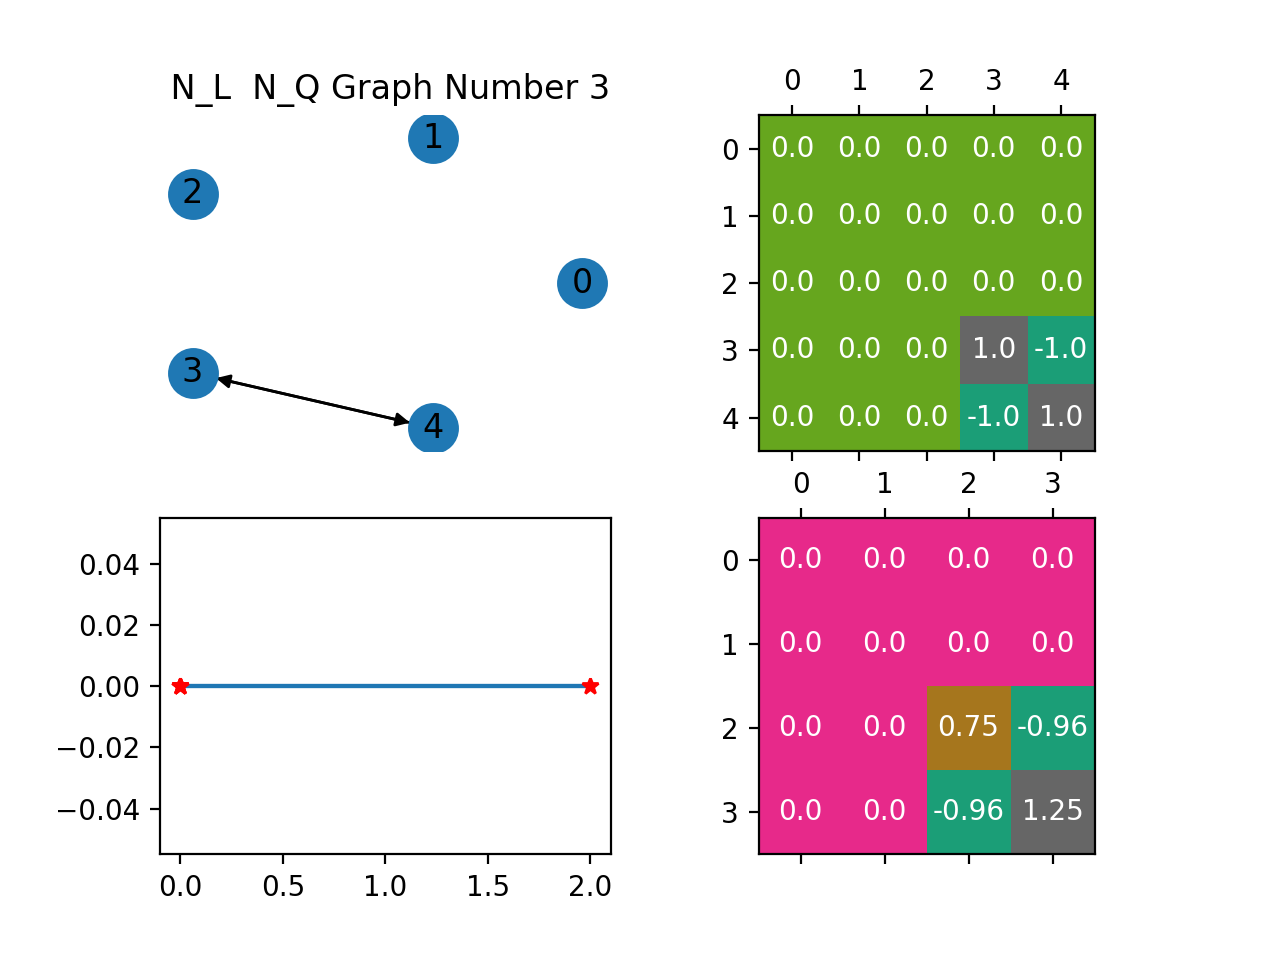 N_L  N_Q Graph Number 3
1
2
0
3
4
0 1 2 3 4
0 0.0 0.0 0.0 0.0 0.0
1 0.0 0.0 0.0 0.0 0.0
2 0.0 0.0 0.0 0.0 0.0
3 0.0 0.0 0.0 1.0 -1.0
4 0.0 0.0 0.0 -1.0 1.0
0.04
0.02
0.00
−0.02
−0.04
0.0 0.5 1.0 1.5 2.0
0 1 2 3
0 0.0 0.0 0.0 0.0
1 0.0 0.0 0.0 0.0
2 0.0 0.0 0.75 -0.96
3 0.0 0.0 -0.96 1.25